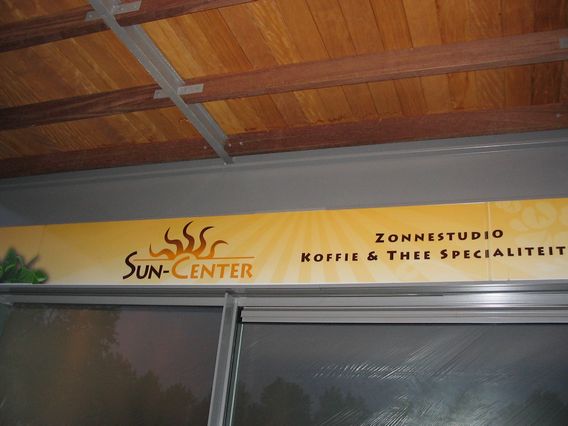 Sun-Center
Zonnestudio
Koffie & Thee Specialiteit